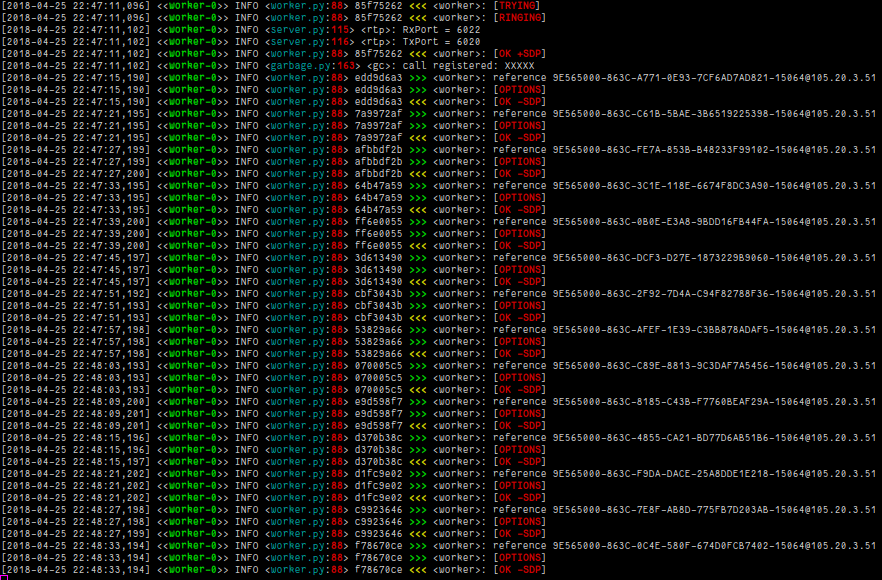 [2018-04-25 22:47:11,096] <<worker-0>> INFO <worker.py:88> 85f75262 <<< <worker>: [TRYING]
[2018-04-25 22:47:11,096] <<worker-0>> INFO <worker.py:88> 85f75262 <<< <worker>: [RINGING]
[2018-04-25 22:47:11,102] <<worker-0>> INFO <server.py:115> <rtp>: RxPort = 6022
[2018-04-25 22:47:11,102] <<worker-0>> INFO <server.py:116> <rtp>: TxPort = 6020
[2018-04-25 22:47:11,102] <<worker-0>> INFO <worker.py:88> 85f75262 <<< <worker>: [OK +SDP]
[2018-04-25 22:47:11,102] <<worker-0>> INFO <garbage.py:163> <gc>: call registered: XXXXX
[2018-04-25 22:47:15,190] <<worker-0>> INFO <worker.py:88> edd9d6a3 >>> <worker>: reference 9E565000-863C-A771-0E93-7CF6AD7AD821-15064@105.20.3.51
[2018-04-25 22:47:15,190] <<worker-0>> INFO <worker.py:88> edd9d6a3 >>> <worker>: [OPTIONS]
[2018-04-25 22:47:15,190] <<worker-0>> INFO <worker.py:88> edd9d6a3 <<< <worker>: [OK -SDP]
[2018-04-25 22:47:21,195] <<worker-0>> INFO <worker.py:88> 7a9972af >>> <worker>: reference 9E565000-863C-C61B-5BAE-3B6519225398-15064@105.20.3.51
[2018-04-25 22:47:21,195] <<worker-0>> INFO <worker.py:88> 7a9972af >>> <worker>: [OPTIONS]
[2018-04-25 22:47:21,195] <<worker-0>> INFO <worker.py:88> 7a9972af <<< <worker>: [OK -SDP]
[2018-04-25 22:47:27,199] <<worker-0>> INFO <worker.py:88> afbbdf2b >>> <worker>: reference 9E565000-863C-FE7A-853B-B48233F99102-15064@105.20.3.51
[2018-04-25 22:47:27,199] <<worker-0>> INFO <worker.py:88> afbbdf2b >>> <worker>: [OPTIONS]
[2018-04-25 22:47:27,200] <<worker-0>> INFO <worker.py:88> afbbdf2b <<< <worker>: [OK -SDP]
[2018-04-25 22:47:33,195] <<worker-0>> INFO <worker.py:88> 64b47a59 >>> <worker>: reference 9E565000-863C-3C1E-118E-6674F8DC3A90-15064@105.20.3.51
[2018-04-25 22:47:33,195] <<worker-0>> INFO <worker.py:88> 64b47a59 >>> <worker>: [OPTIONS]
[2018-04-25 22:47:33,195] <<worker-0>> INFO <worker.py:88> 64b47a59 <<< <worker>: [OK -SDP]
[2018-04-25 22:47:39,200] <<worker-0>> INFO <worker.py:88> ff6e0055 >>> <worker>: reference 9E565000-863C-0B0E-E3A8-9BDD16FB44FA-15064@105.20.3.51
[2018-04-25 22:47:39,200] <<worker-0>> INFO <worker.py:88> ff6e0055 >>> <worker>: [OPTIONS]
[2018-04-25 22:47:39,200] <<worker-0>> INFO <worker.py:88> ff6e0055 <<< <worker>: [OK -SDP]
[2018-04-25 22:47:45,197] <<worker-0>> INFO <worker.py:88> 3d613490 >>> <worker>: reference 9E565000-863C-DCF3-D27E-1873229B9060-15064@105.20.3.51
[2018-04-25 22:47:45,197] <<worker-0>> INFO <worker.py:88> 3d613490 >>> <worker>: [OPTIONS]
[2018-04-25 22:47:45,197] <<worker-0>> INFO <worker.py:88> 3d613490 <<< <worker>: [OK -SDP]
[2018-04-25 22:47:51,192] <<worker-0>> INFO <worker.py:88> cbf3043b >>> <worker>: reference 9E565000-863C-2F92-7D4A-C94F82788F36-15064@105.20.3.51
[2018-04-25 22:47:51,193] <<worker-0>> INFO <worker.py:88> cbf3043b >>> <worker>: [OPTIONS]
[2018-04-25 22:47:51,193] <<worker-0>> INFO <worker.py:88> cbf3043b <<< <worker>: [OK -SDP]
[2018-04-25 22:47:57,198] <<worker-0>> INFO <worker.py:88> 53829a66 >>> <worker>: reference 9E565000-863C-AFEF-1E39-C3BB878ADAF5-15064@105.20.3.51
[2018-04-25 22:47:57,198] <<worker-0>> INFO <worker.py:88> 53829a66 >>> <worker>: [OPTIONS]
[2018-04-25 22:47:57,198] <<worker-0>> INFO <worker.py:88> 53829a66 <<< <worker>: [OK -SDP]
[2018-04-25 22:48:03,193] <<worker-0>> INFO <worker.py:88> 070005c5 >>> <worker>: reference 9E565000-863C-C89E-8813-9C3DAF7A5456-15064@105.20.3.51
[2018-04-25 22:48:03,193] <<worker-0>> INFO <worker.py:88> 070005c5 >>> <worker>: [OPTIONS]
[2018-04-25 22:48:03,193] <<worker-0>> INFO <worker.py:88> 070005c5 <<< <worker>: [OK -SDP]
[2018-04-25 22:48:09,200] <<worker-0>> INFO <worker.py:88> e9d598f7 >>> <worker>: reference 9E565000-863C-8185-C43B-F7760BEAF29A-15064@105.20.3.51
[2018-04-25 22:48:09,201] <<worker-0>> INFO <worker.py:88> e9d598f7 >>> <worker>: [OPTIONS]
[2018-04-25 22:48:09,201] <<worker-0>> INFO <worker.py:88> e9d598f7 <<< <worker>: [OK -SDP]
[2018-04-25 22:48:15,196] <<worker-0>> INFO <worker.py:88> d370b38c >>> <worker>: reference 9E565000-863C-4855-CA21-BD77D6AB51B6-15064@105.20.3.51
[2018-04-25 22:48:15,196] <<worker-0>> INFO <worker.py:88> d370b38c >>> <worker>: [OPTIONS]
[2018-04-25 22:48:15,197] <<worker-0>> INFO <worker.py:88> d370b38c <<< <worker>: [OK -SDP]
[2018-04-25 22:48:21,202] <<worker-0>> INFO <worker.py:88> d1fc9e02 >>> <worker>: reference 9E565000-863C-F9DA-DACE-25A8DDE1E218-15064@105.20.3.51
[2018-04-25 22:48:21,202] <<worker-0>> INFO <worker.py:88> d1fc9e02 >>> <worker>: [OPTIONS]
[2018-04-25 22:48:21,202] <<worker-0>> INFO <worker.py:88> d1fc9e02 <<< <worker>: [OK -SDP]
[2018-04-25 22:48:27,198] <<worker-0>> INFO <worker.py:88> c9923646 >>> <worker>: reference 9E565000-863C-7E8F-AB8D-775FB7D203AB-15064@105.20.3.51
[2018-04-25 22:48:27,198] <<worker-0>> INFO <worker.py:88> c9923646 >>> <worker>: [OPTIONS]
[2018-04-25 22:48:27,199] <<worker-0>> INFO <worker.py:88> c9923646 <<< <worker>: [OK -SDP]
[2018-04-25 22:48:33,194] <<worker-0>> INFO <worker.py:88> f78670ce >>> <worker>: reference 9E565000-863C-0C4E-580F-674D0FCB7402-15064@105.20.3.51
[2018-04-25 22:48:33,194] <<worker-0>> INFO <worker.py:88> f78670ce >>> <worker>: [OPTIONS]
[2018-04-25 22:48:33,194] <<worker-0>> INFO <worker.py:88> f78670ce <<< <worker>: [OK -SDP]